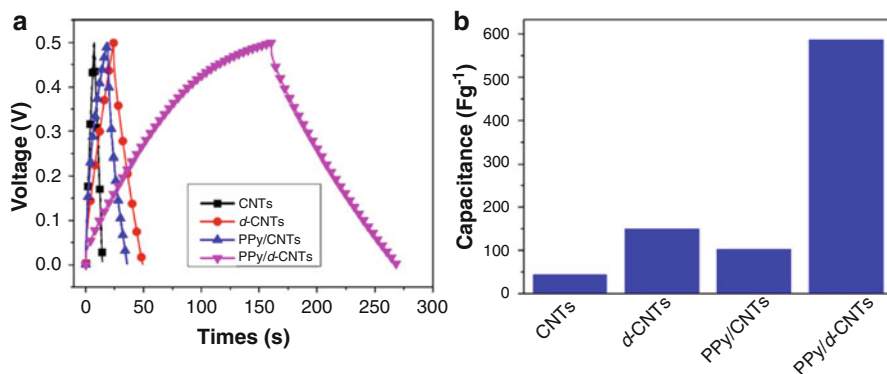 a
Voltage (V)
0.5
0.4
0.3
0.2
0.1
0.0
CNTs
d-CNTs
PPy/CNTs
PPy/d-CNTs
0
50
100
150
200
250
300
Times (s)
b
Capacitance (Fg⁻¹)
600
500
400
300
200
100
0
CNTs
d-CNTs
PPy/CNTs
PPy/d-CNTs